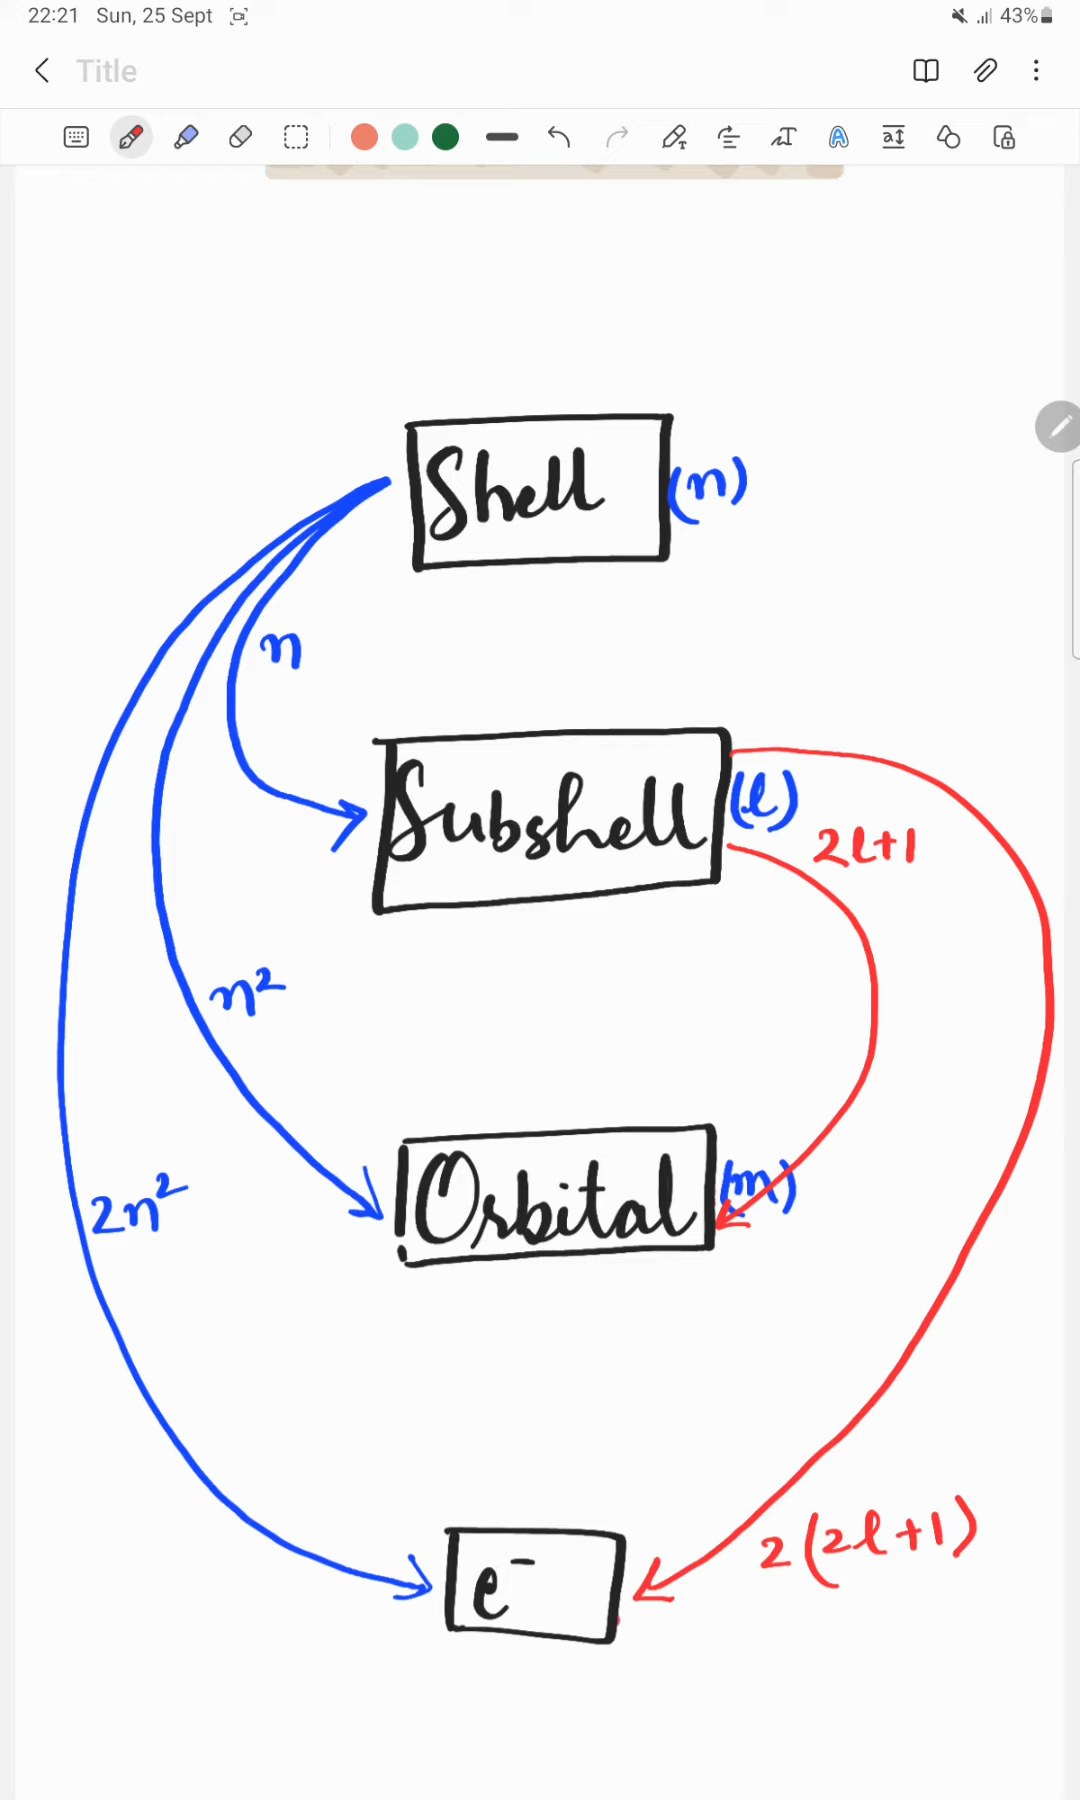 22:21 Sun, 25 Sept 43%
Title
Shell (n)
n
Subshell (l)
2l+1
n²
Orbital (m)
2n²
2(2l+1)
e⁻